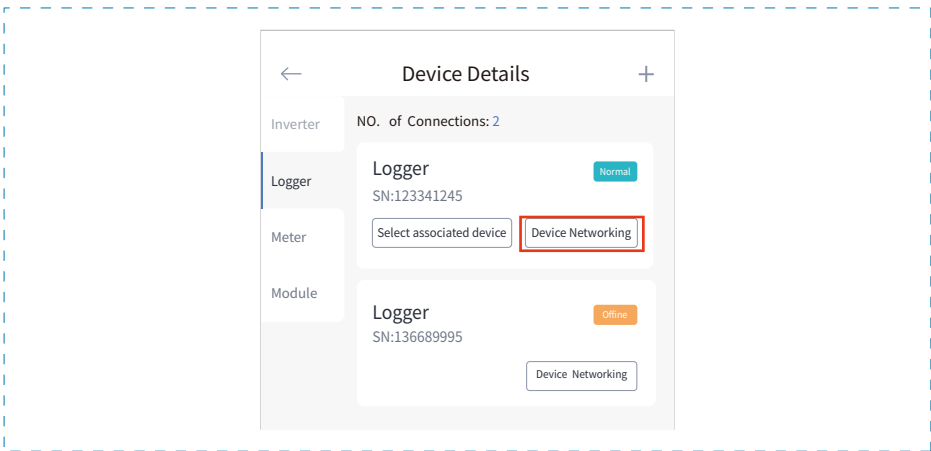 Device Details
Inverter
NO. of Connections: 2
Logger
Normal
SN:123341245
Logger
Select associated device
Device Networking
Meter
Module
Logger
Offine
SN:136689995
Device Networking